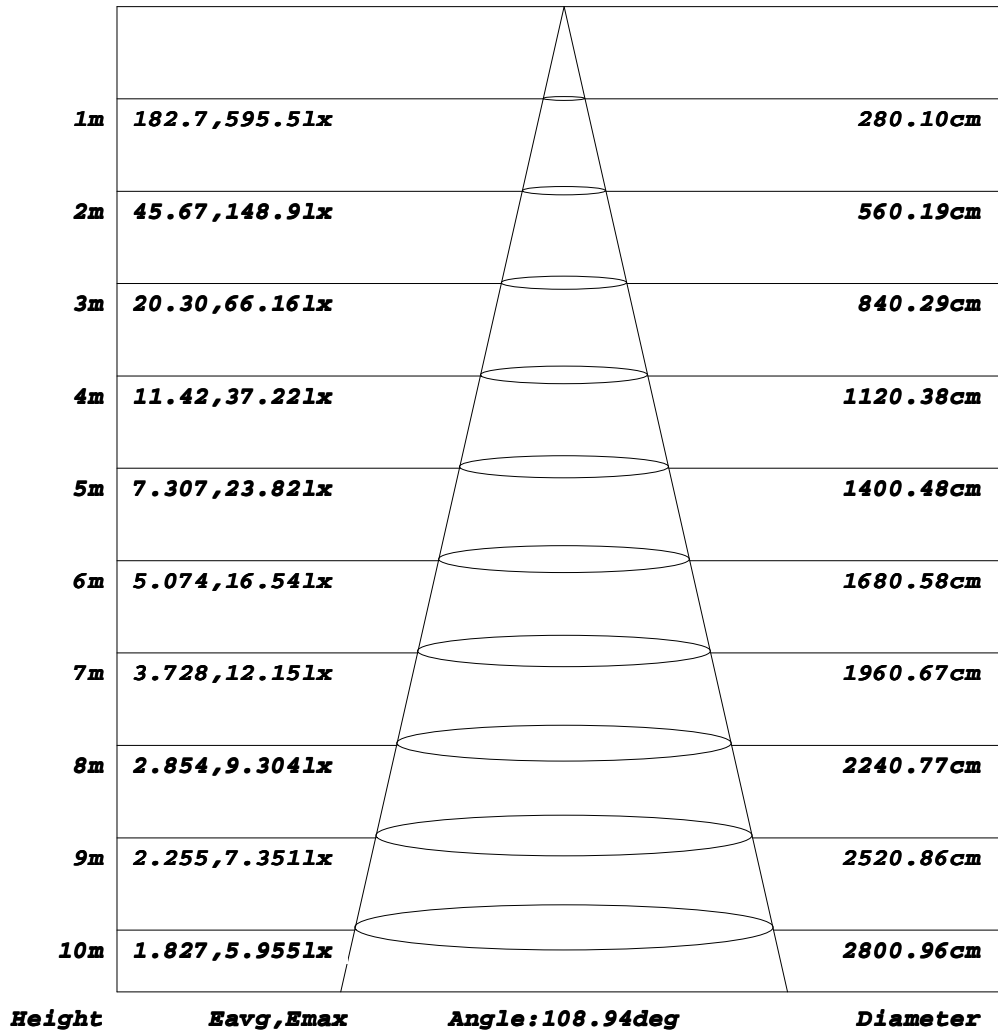 1m 182.7,595.5lx 280.10cm
2m 45.67,148.9lx 560.19cm
3m 20.30,66.16lx 840.29cm
4m 11.42,37.22lx 1120.38cm
5m 7.307,23.82lx 1400.48cm
6m 5.074,16.54lx 1680.58cm
7m 3.728,12.15lx 1960.67cm
8m 2.854,9.304lx 2240.77cm
9m 2.255,7.351lx 2520.86cm
10m 1.827,5.955lx 2800.96cm
Height Eavg,Emax Angle:108.94deg Diameter